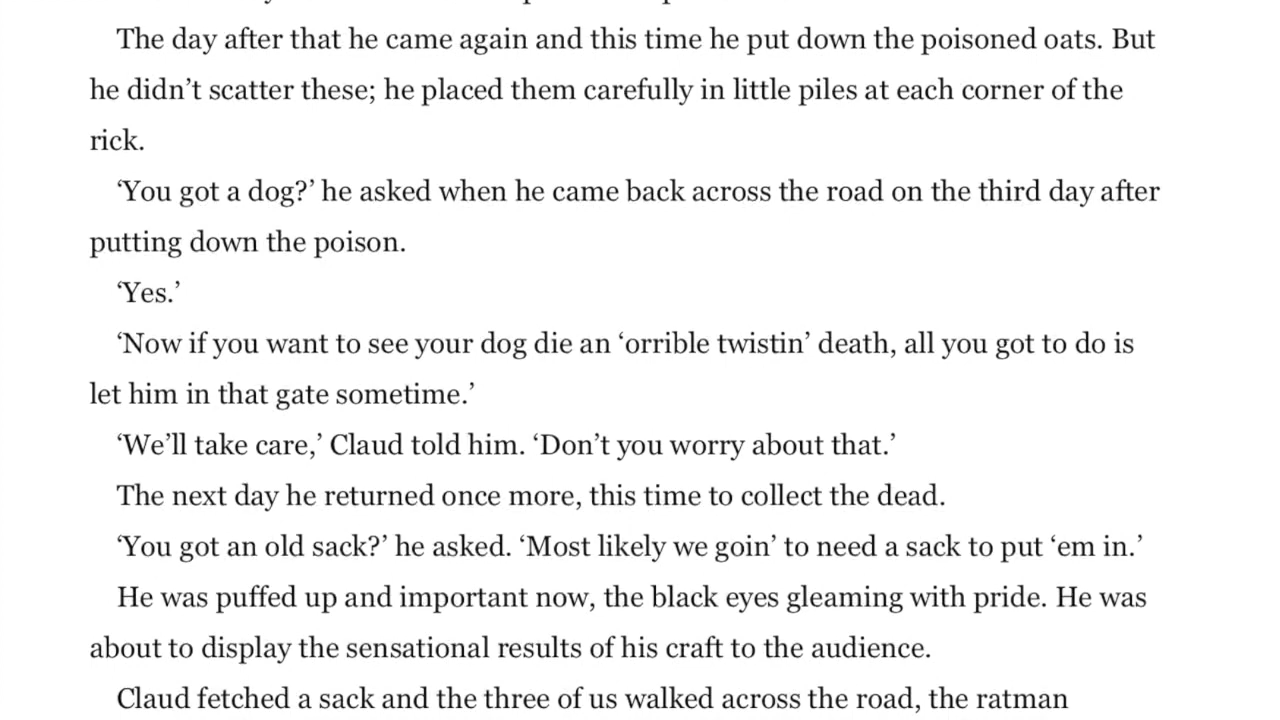 The day after that he came again and this time he put down the poisoned oats. But
he didn’t scatter these; he placed them carefully in little piles at each corner of the
rick.
‘You got a dog?’ he asked when he came back across the road on the third day after
putting down the poison.
‘Yes.’
‘Now if you want to see your dog die an ‘orrible twistin’ death, all you got to do is
let him in that gate sometime.’
‘We’ll take care,’ Claud told him. ‘Don’t you worry about that.’
The next day he returned once more, this time to collect the dead.
‘You got an old sack?’ he asked. ‘Most likely we goin’ to need a sack to put ‘em in.’
He was puffed up and important now, the black eyes gleaming with pride. He was
about to display the sensational results of his craft to the audience.
Claud fetched a sack and the three of us walked across the road, the ratman